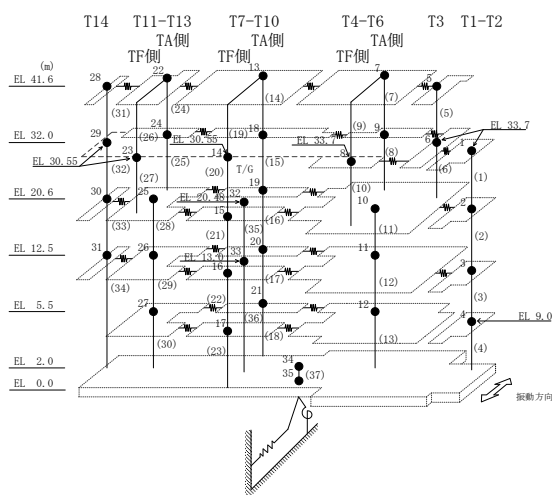 T14 T11-T13 T7-T10 T4-T6 T3 T1-T2
TA側 TA側 TA側
TF側 TF側
(m)
EL 41.6
EL 32.0
EL 30.55
EL 20.6
EL 12.5
EL 5.5
EL 2.0
EL 0.0
28 22 13 7 5
(31) (24) (14) (7) (5)
29 24 18 9 6 1
EL 33.7
(26) EL 30.55 (19) EL 33.7 (9)
23 14 8
(32) (25) (15) (8) (6)
(27) (20) T/G (10) (1)
30 25 EL 20.48 32 19 10 2
15
(33) (28) (35) (16) (11) (2)
(21)
31 26 EL 13.0 33 20 11 3
16
(34) (29) (17) (12) (3)
27 (22) 21 12 4
EL 9.0
17 (36)
(30) (18) (13) (4)
(23)
34
35 (37)
振動方向